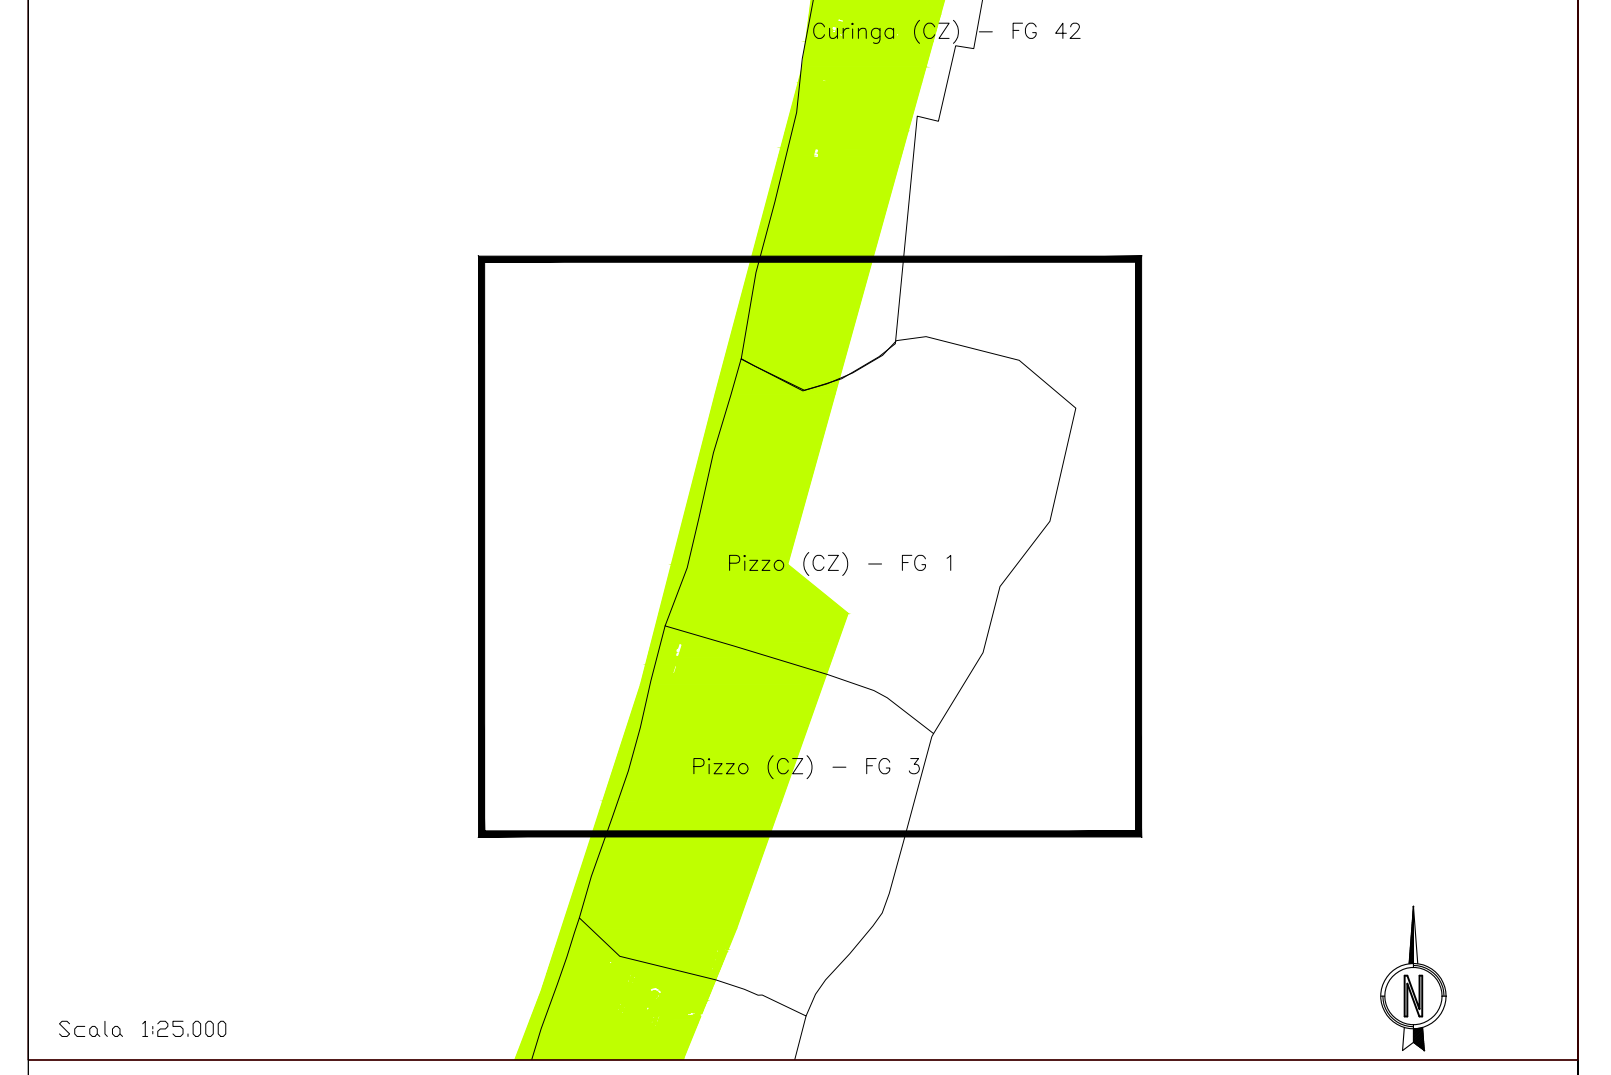 Curinga (CZ) – FG 42
Pizzo (CZ) – FG 1
Pizzo (CZ) – FG 3
N
Scala 1:25.000